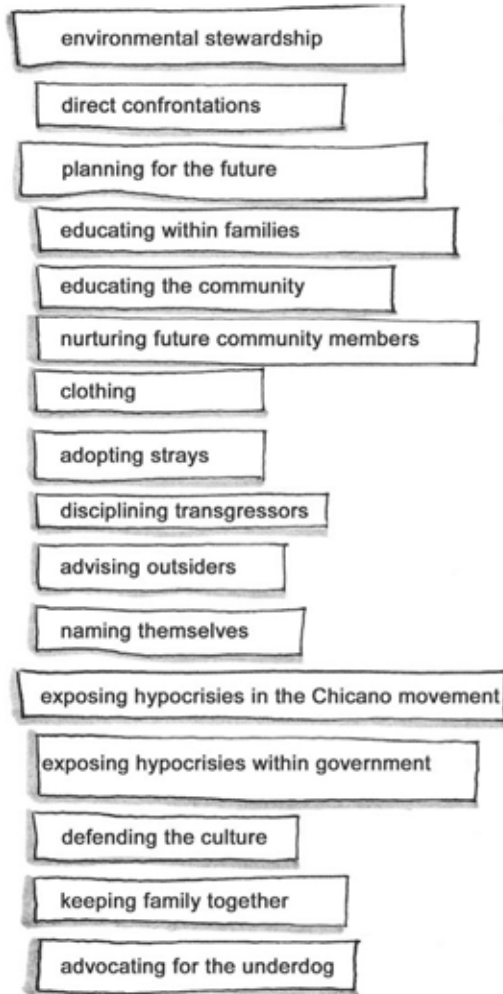 environmental stewardship
direct confrontations
planning for the future
educating within families
educating the community
nurturing future community members
clothing
adopting strays
disciplining transgressors
advising outsiders
naming themselves
exposing hypocrisies in the Chicano movement
exposing hypocrisies within government
defending the culture
keeping family together
advocating for the underdog